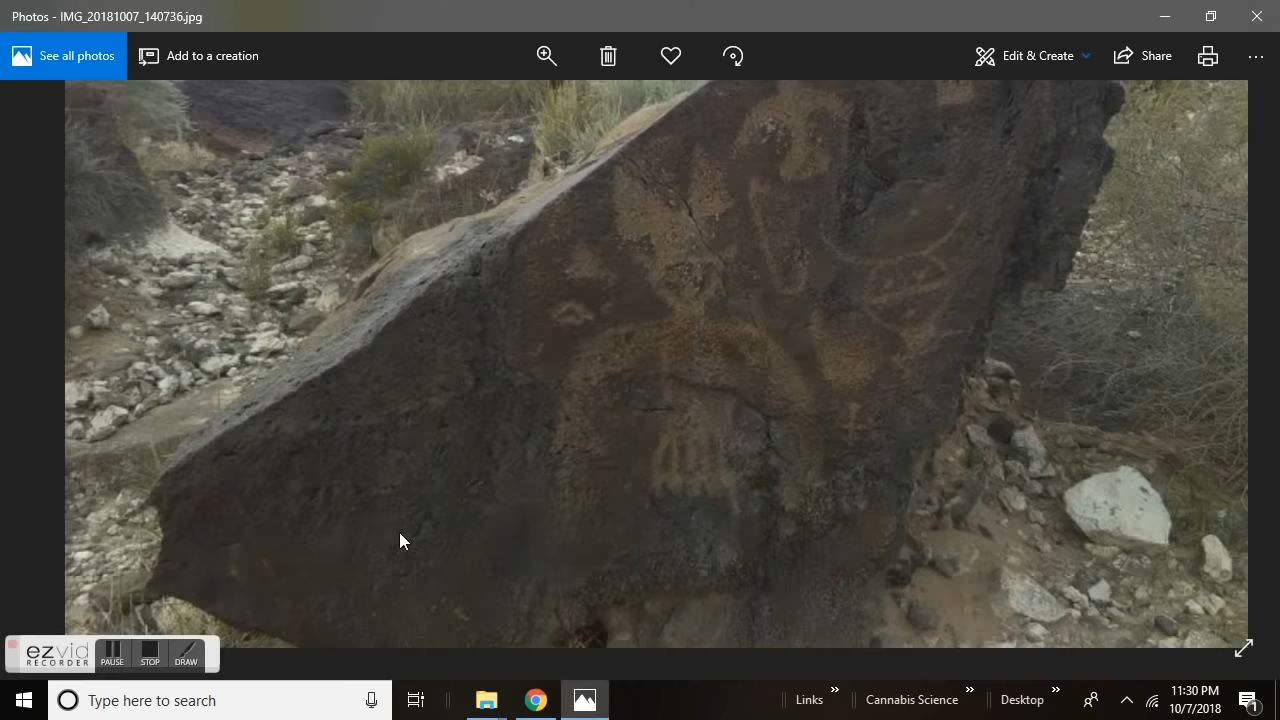 Photos - IMG_20181007_140736.jpg
See all photos
Add to a creation
Edit & Create
Share
ezvid
RECORDER
PAUSE
STOP
DRAW
Type here to search
Links
Cannabis Science
Desktop
11:30 PM
10/7/2018
1